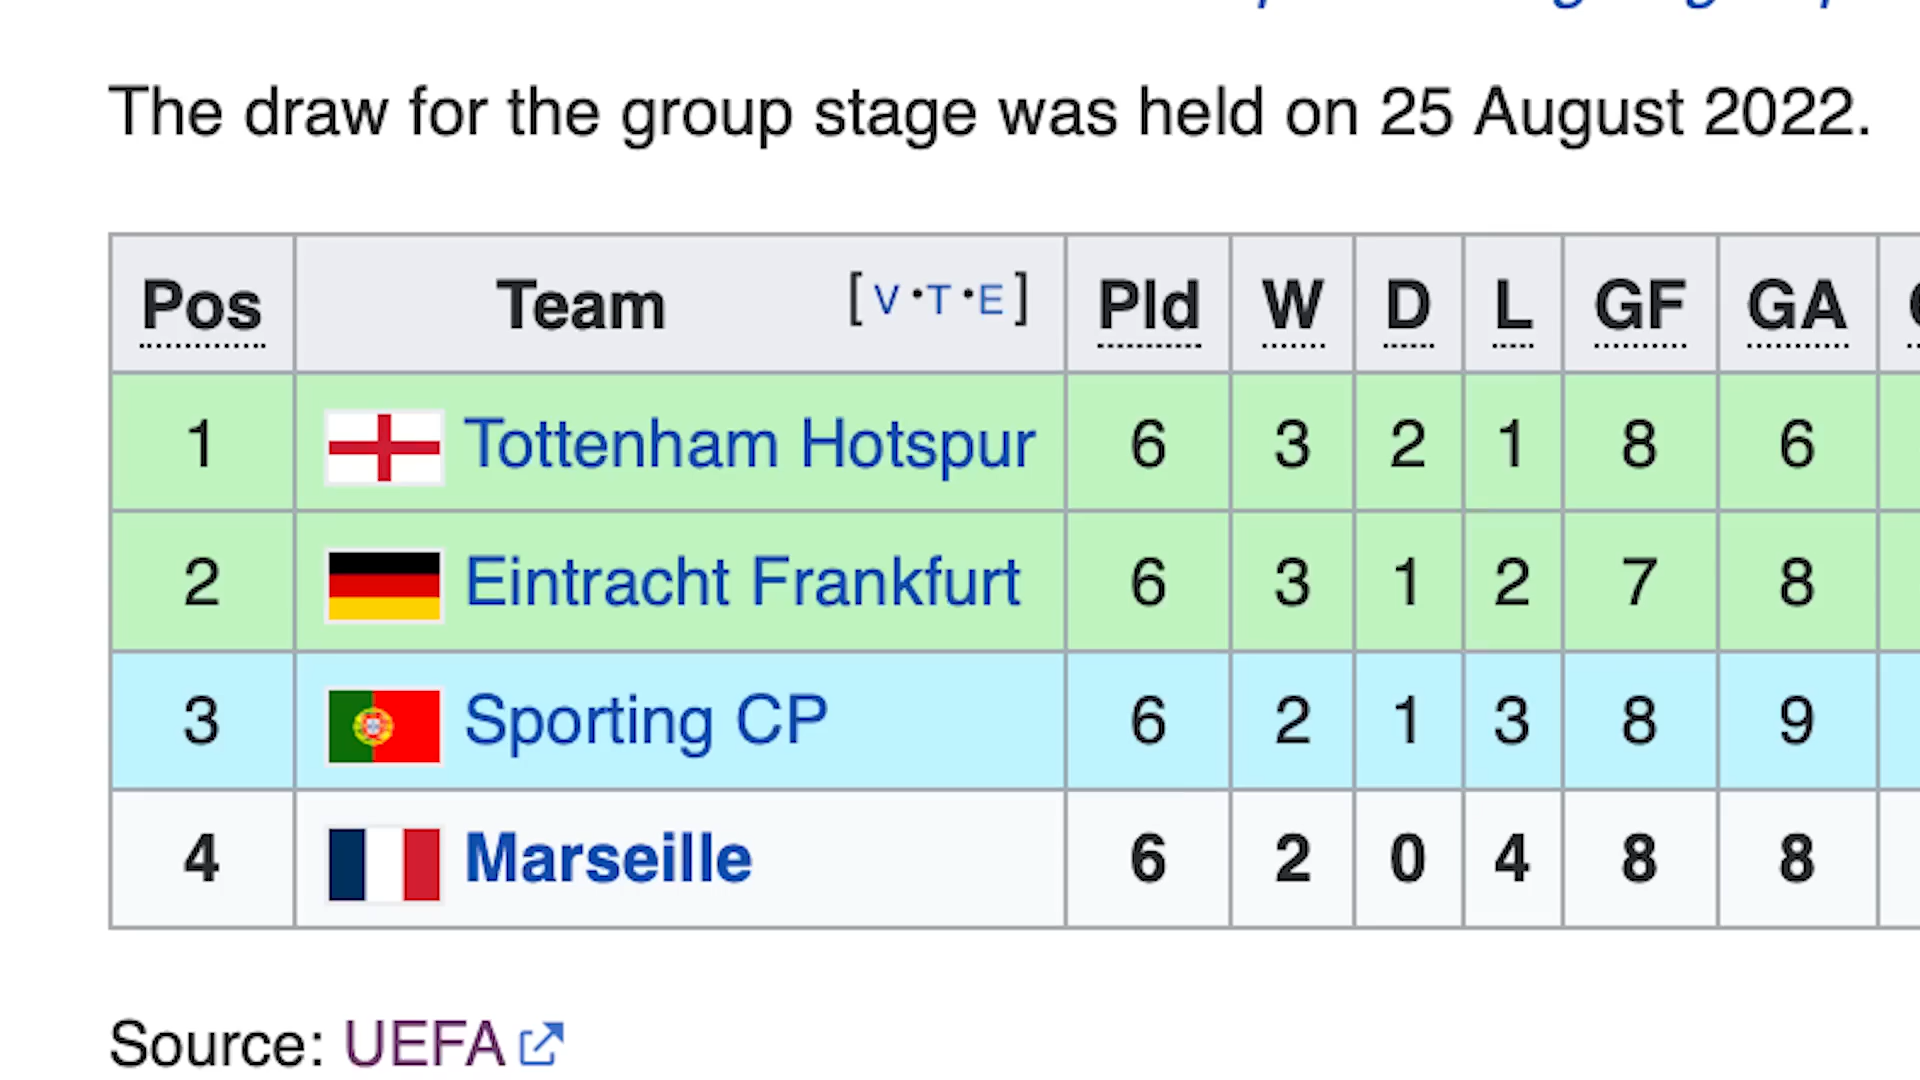 The draw for the group stage was held on 25 August 2022.
Pos Team [V·T·E] Pld W D L GF GA
1 Tottenham Hotspur 6 3 2 1 8 6
2 Eintracht Frankfurt 6 3 1 2 7 8
3 Sporting CP 6 2 1 3 8 9
4 Marseille 6 2 0 4 8 8
Source: UEFA